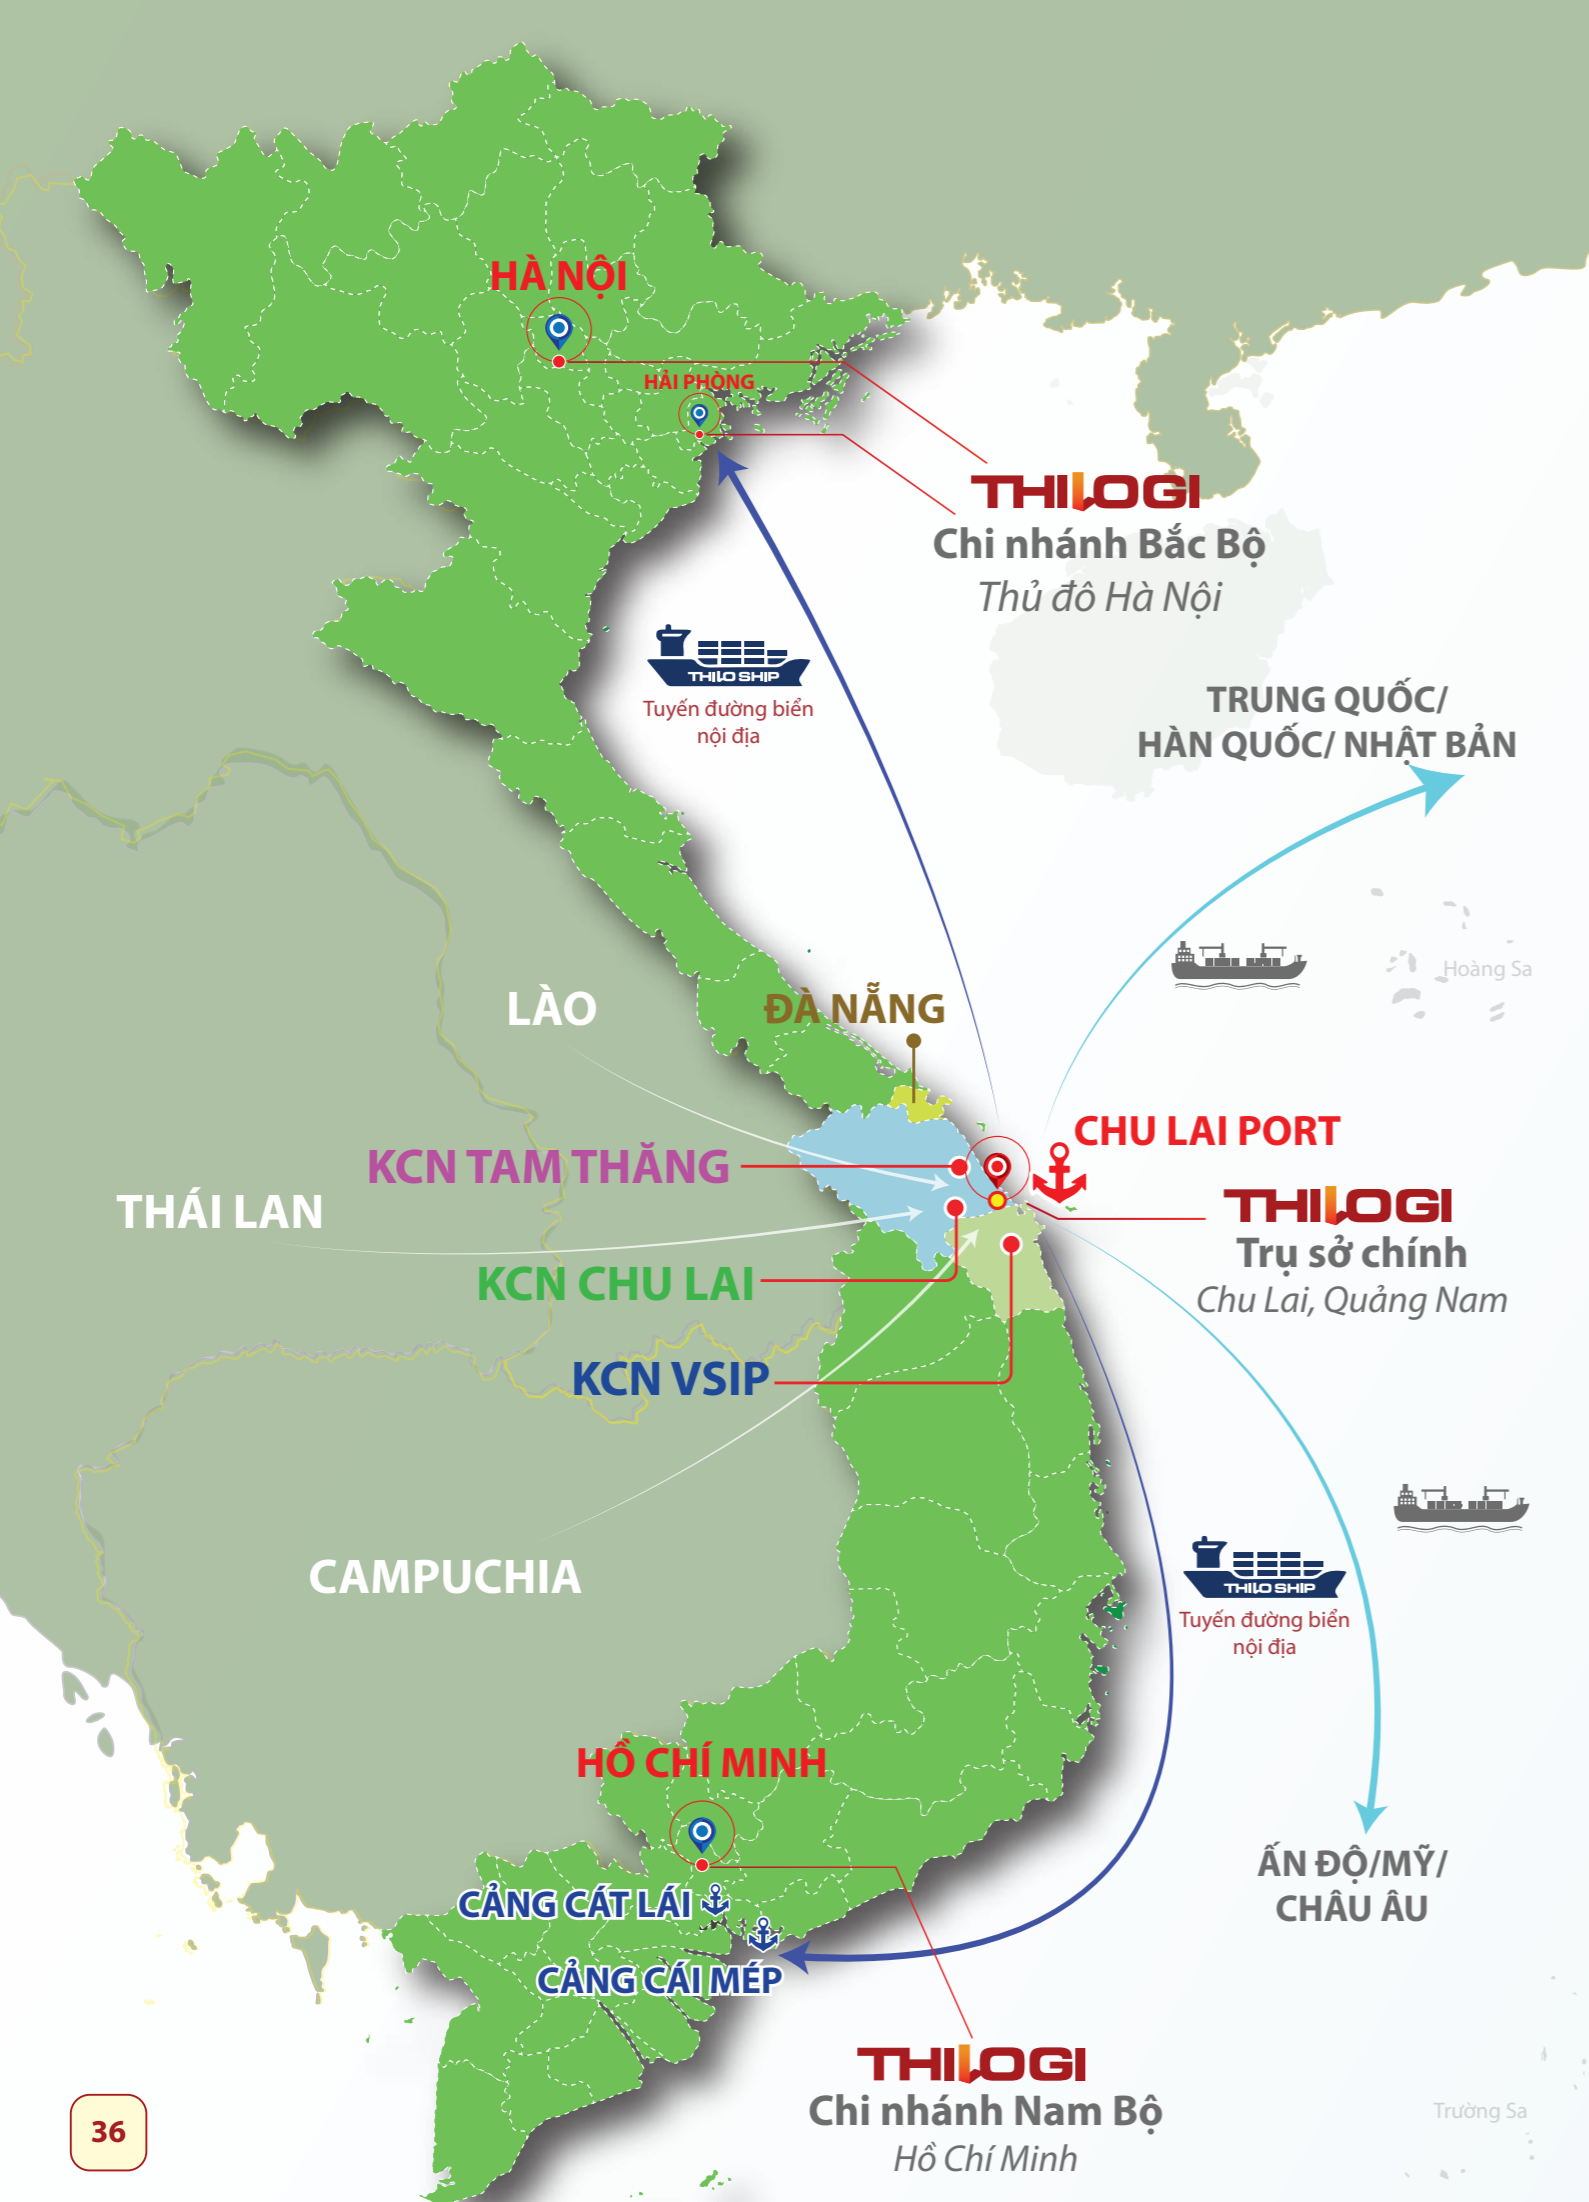 HÀ NỘI
HẢI PHÒNG
THILOGI
Chi nhánh Bắc Bộ
Thủ đô Hà Nội
THILO SHIP
Tuyến đường biển
nội địa
TRUNG QUỐC/
HÀN QUỐC/ NHẬT BẢN
Hoàng Sa
LÀO
ĐÀ NẴNG
CHU LAI PORT
KCN TAM THĂNG
THÁI LAN
THILOGI
Trụ sở chính
Chu Lai, Quảng Nam
KCN CHU LAI
KCN VSIP
CAMPUCHIA
THILO SHIP
Tuyến đường biển
nội địa
HỒ CHÍ MINH
ẤN ĐỘ/MỸ/
CHÂU ÂU
CẢNG CÁT LÁI
CẢNG CÁI MÉP
THILOGI
Chi nhánh Nam Bộ
Hồ Chí Minh
Trường Sa
36